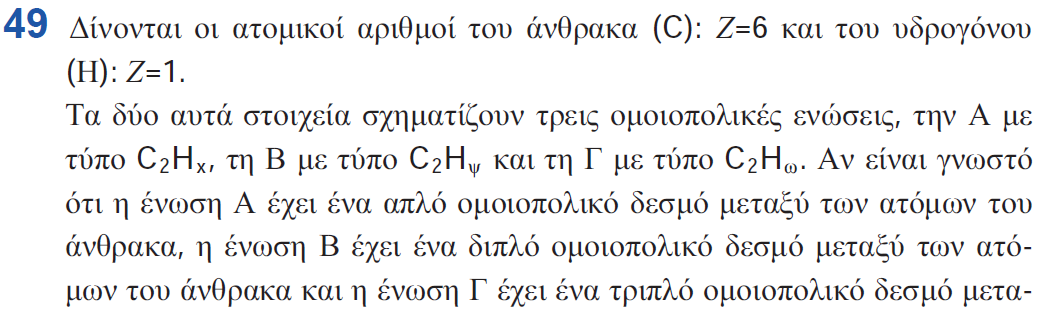 49 Δίνονται οι ατομικοί αριθμοί του άνθρακα (C): Z=6 και του υδρογόνου
(H): Z=1.
Τα δύο αυτά στοιχεία σχηματίζουν τρεις ομοιοπολικές ενώσεις, την Α με
τύπο C₂Hₓ, τη Β με τύπο C₂Hψ και τη Γ με τύπο C₂Hω. Αν είναι γνωστό
ότι η ένωση Α έχει ένα απλό ομοιοπολικό δεσμό μεταξύ των ατόμων του
άνθρακα, η ένωση Β έχει ένα διπλό ομοιοπολικό δεσμό μεταξύ των ατό-
μων του άνθρακα και η ένωση Γ έχει ένα τριπλό ομοιοπολικό δεσμό μετα-